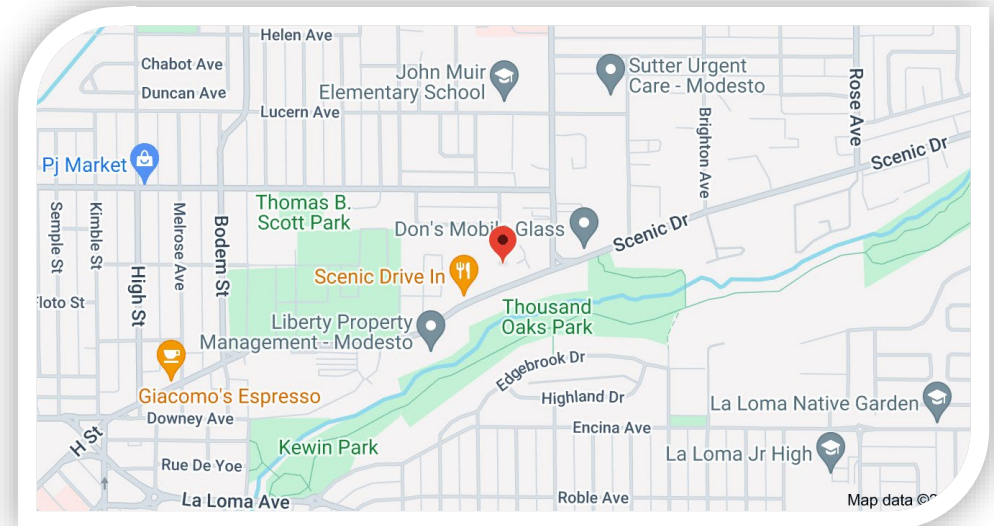 Helen Ave
Chabot Ave
John Muir
Elementary School
Sutter Urgent
Care - Modesto
Duncan Ave
Lucern Ave
Rose Ave
Brighton Ave
Scenic Dr
Pj Market
Thomas B.
Scott Park
Semple St
Kimble St
Melrose Ave
Bodem St
High St
Don's Mobile Glass
Scenic Dr
Scenic Drive In
Thousand
Oaks Park
Liberty Property
Management - Modesto
Edgebrook Dr
Giacomo's Espresso
Highland Dr
La Loma Native Garden
Downey Ave
Encina Ave
H St
Kewin Park
La Loma Jr High
Rue De Yoe
La Loma Ave
Roble Ave
Map data